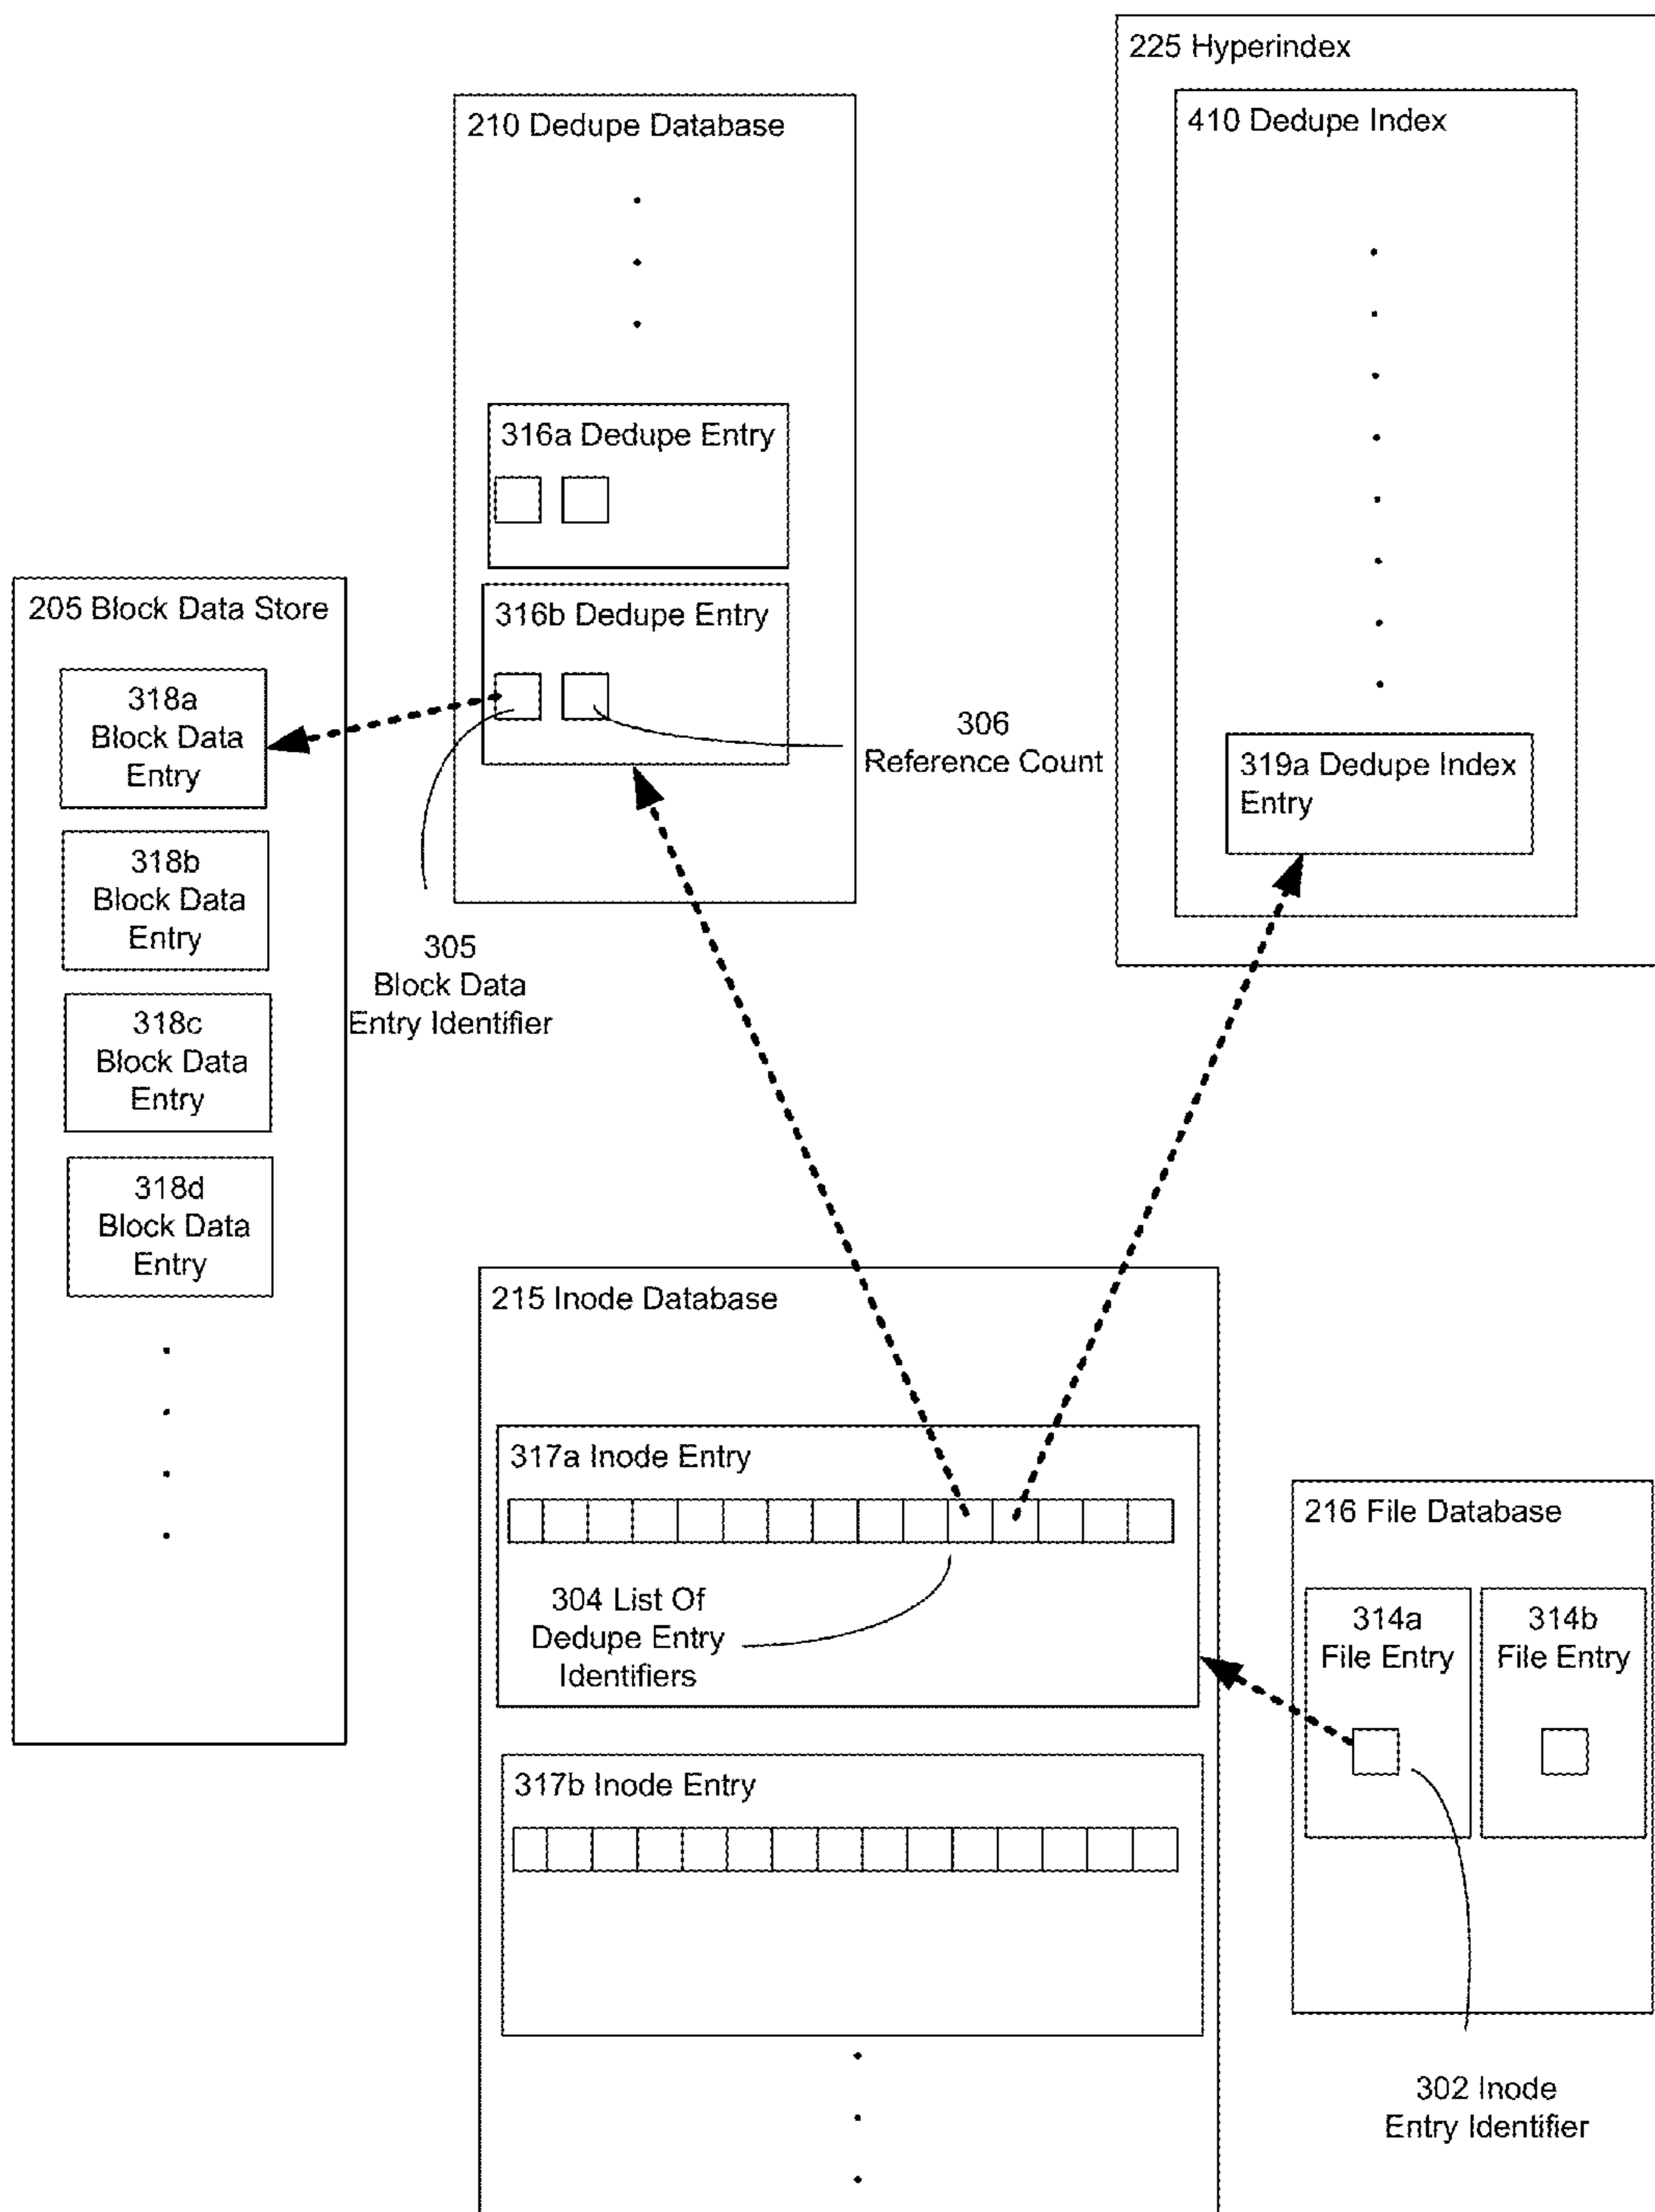 225 Hyperindex
410 Dedupe Index
210 Dedupe Database
316a Dedupe Entry
316b Dedupe Entry
205 Block Data Store
318a
Block Data
Entry
318b
Block Data
Entry
318c
Block Data
Entry
318d
Block Data
Entry
306
Reference Count
319a Dedupe Index
Entry
305
Block Data
Entry Identifier
215 Inode Database
317a Inode Entry
304 List Of
Dedupe Entry
Identifiers
317b Inode Entry
216 File Database
314a
File Entry
314b
File Entry
302 Inode
Entry Identifier